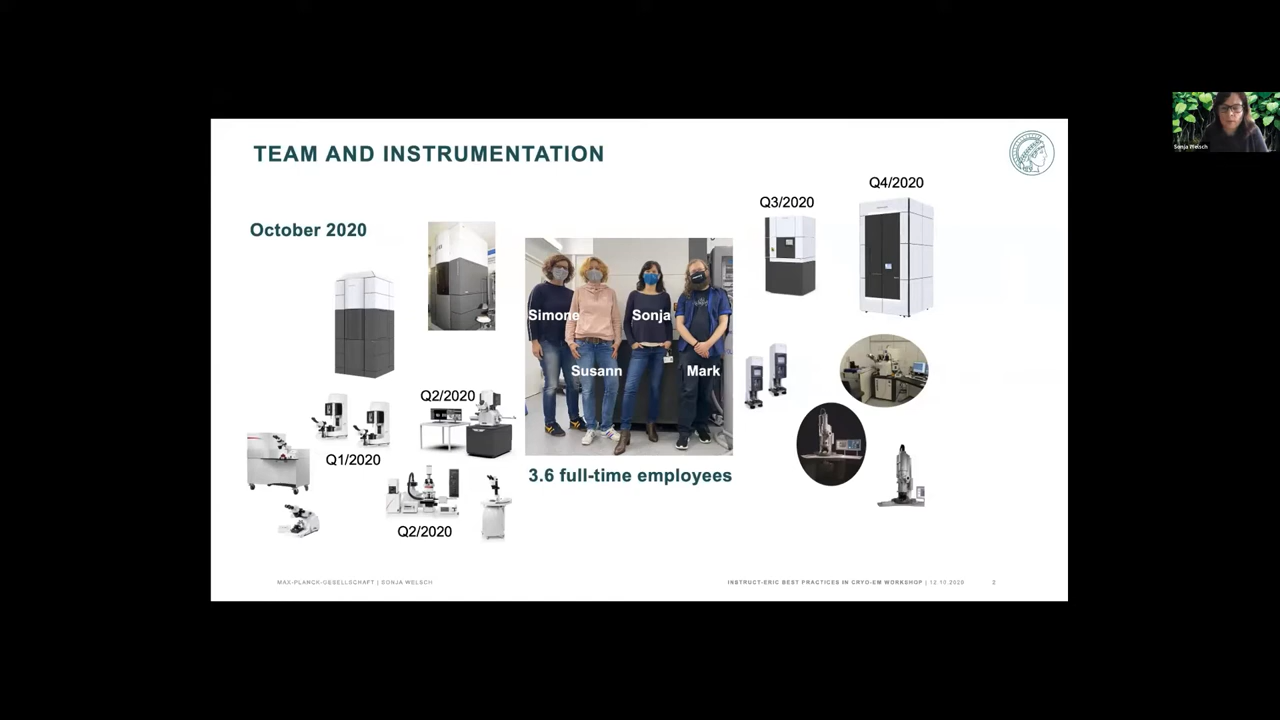 TEAM AND INSTRUMENTATION
October 2020
Q3/2020
Q4/2020
Simone
Sonja
Susann
Mark
Q2/2020
Q1/2020
Q2/2020
3.6 full-time employees
MAX-PLANCK-GESELLSCHAFT | SONJA WELSCH
INSTRUCT-ERIC BEST PRACTICES IN CRYO-EM WORKSHOP | 12.10.2020
2
Sonja Welsch